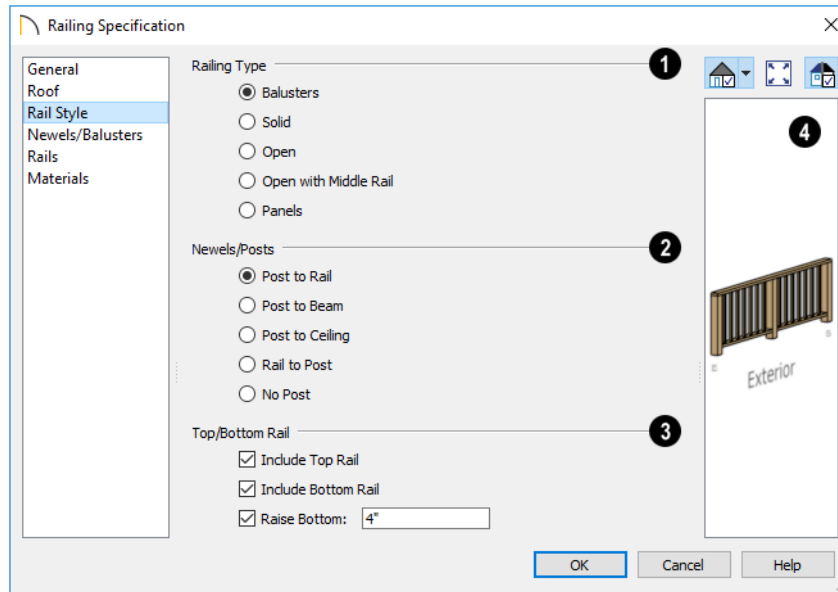 Railing Specification
General
Roof
Rail Style
Newels/Balusters
Rails
Materials
Railing Type
1
Balusters
Solid
Open
Open with Middle Rail
Panels
Newels/Posts
2
Post to Rail
Post to Beam
Post to Ceiling
Rail to Post
No Post
Top/Bottom Rail
3
Include Top Rail
Include Bottom Rail
Raise Bottom: 4"
4
Exterior
OK
Cancel
Help